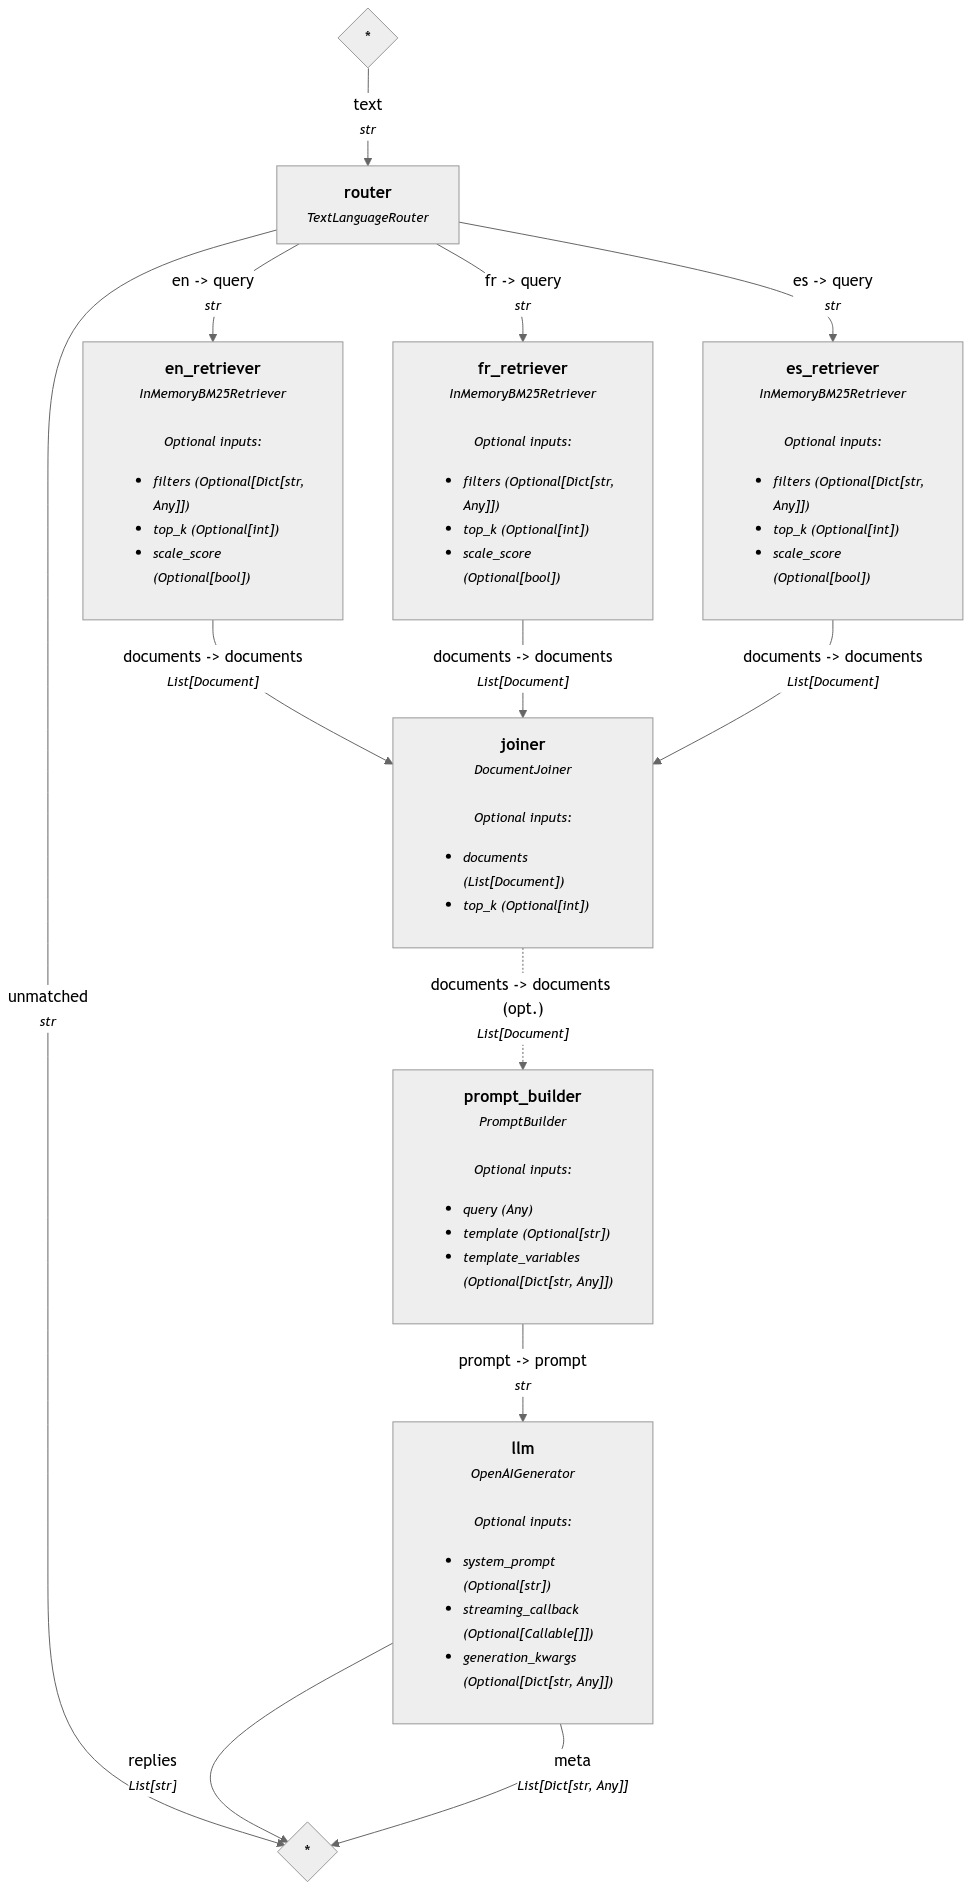 *
text
str
router
TextLanguageRouter
en -> query
str
fr -> query
str
es -> query
str
en_retriever
InMemoryBM25Retriever
Optional inputs:
• filters (Optional[Dict[str,
Any]])
• top_k (Optional[int])
• scale_score
(Optional[bool])
fr_retriever
InMemoryBM25Retriever
Optional inputs:
• filters (Optional[Dict[str,
Any]])
• top_k (Optional[int])
• scale_score
(Optional[bool])
es_retriever
InMemoryBM25Retriever
Optional inputs:
• filters (Optional[Dict[str,
Any]])
• top_k (Optional[int])
• scale_score
(Optional[bool])
documents -> documents
List[Document]
documents -> documents
List[Document]
documents -> documents
List[Document]
joiner
DocumentJoiner
Optional inputs:
• documents
(List[Document])
• top_k (Optional[int])
documents -> documents
(opt.)
List[Document]
unmatched
str
prompt_builder
PromptBuilder
Optional inputs:
• query (Any)
• template (Optional[str])
• template_variables
(Optional[Dict[str, Any]])
prompt -> prompt
str
llm
OpenAIGenerator
Optional inputs:
• system_prompt
(Optional[str])
• streaming_callback
(Optional[Callable[]])
• generation_kwargs
(Optional[Dict[str, Any]])
replies
List[str]
meta
List[Dict[str, Any]]
*